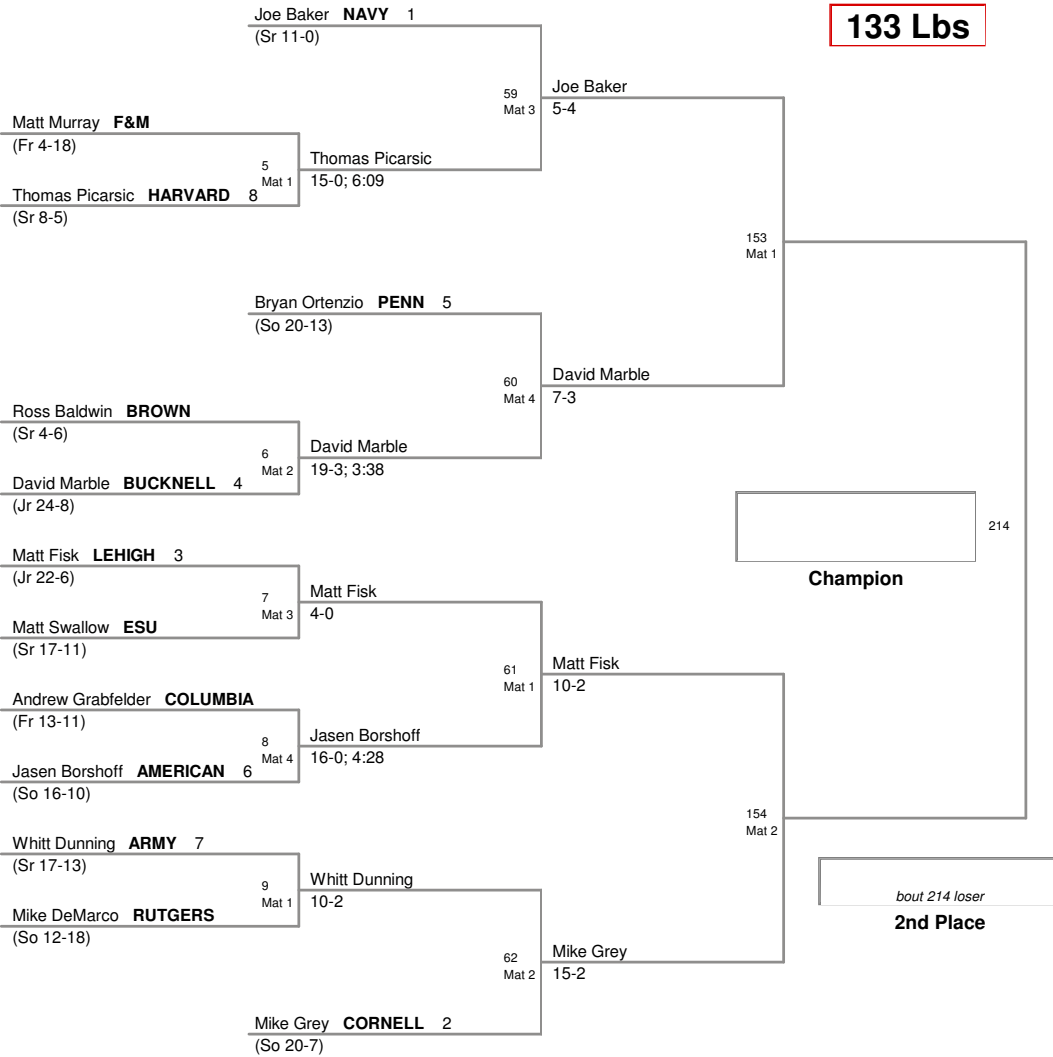 Joe Baker NAVY 1
(Sr 11-0)
133 Lbs
59
Mat 3
Joe Baker
5-4
Matt Murray F&M
(Fr 4-18)
5
Mat 1
Thomas Picarsic
15-0; 6:09
Thomas Picarsic HARVARD 8
(Sr 8-5)
153
Mat 1
Bryan Ortenzio PENN 5
(So 20-13)
60
Mat 4
David Marble
7-3
Ross Baldwin BROWN
(Sr 4-6)
6
Mat 2
David Marble
19-3; 3:38
David Marble BUCKNELL 4
(Jr 24-8)
214
Champion
Matt Fisk LEHIGH 3
(Jr 22-6)
7
Mat 3
Matt Fisk
4-0
Matt Swallow ESU
(Sr 17-11)
61
Mat 1
Matt Fisk
10-2
Andrew Grabfelder COLUMBIA
(Fr 13-11)
8
Mat 4
Jasen Borshoff
16-0; 4:28
Jasen Borshoff AMERICAN 6
(So 16-10)
154
Mat 2
Whitt Dunning ARMY 7
(Sr 17-13)
9
Mat 1
Whitt Dunning
10-2
Mike DeMarco RUTGERS
(So 12-18)
bout 214 loser
2nd Place
62
Mat 2
Mike Grey
15-2
Mike Grey CORNELL 2
(So 20-7)